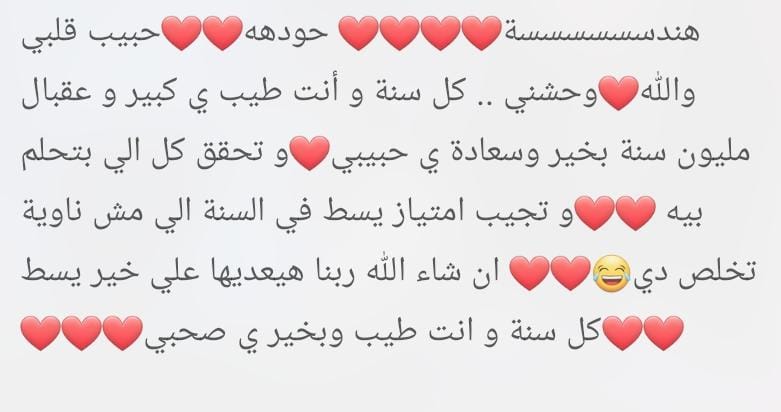 هندسسسسسسسة❤️❤️❤️❤️ حودهه❤️❤️حبيب قلبي
والله❤️وحشني .. كل سنة و أنت طيب ي كبير و عقبال
مليون سنة بخير وسعادة ي حبيبي❤️و تحقق كل الي بتحلم
بيه ❤️❤️و تجيب امتياز يسط في السنة الي مش ناوية
تخلص دي😂❤️❤️ ان شاء الله ربنا هيعديها علي خير يسط
❤️❤️كل سنة و انت طيب وبخير ي صحبي❤️❤️❤️